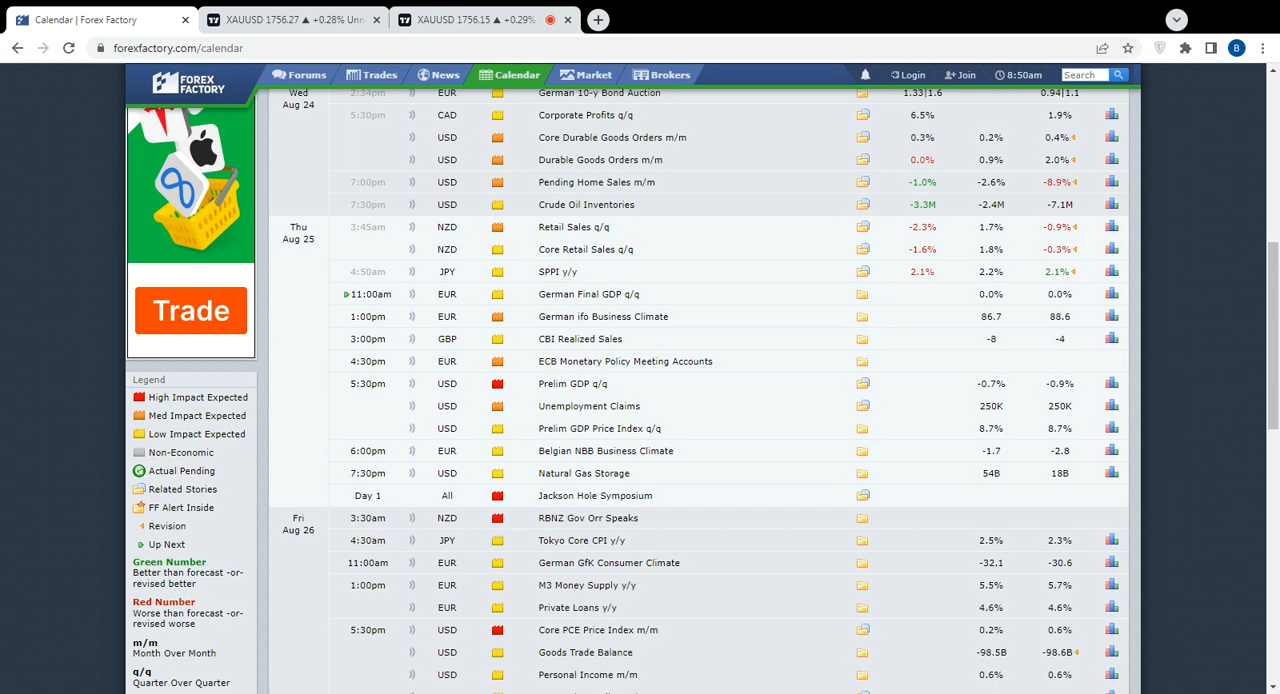 Calendar | Forex Factory
XAUUSD 1756.27 ▲ +0.28% Unn
XAUUSD 1756.15 ▲ +0.29%
forexfactory.com/calendar
B
FOREX FACTORY
Forums
Trades
News
Calendar
Market
Brokers
Login
Join
8:50am
Search
Wed 2:34pm EUR German 10-y Bond Auction 1.33|1.6 0.94|1.1
Aug 24
5:30pm CAD Corporate Profits q/q 6.5% 1.9%
USD Core Durable Goods Orders m/m 0.3% 0.2% 0.4%
USD Durable Goods Orders m/m 0.0% 0.9% 2.0%
7:00pm USD Pending Home Sales m/m -1.0% -2.6% -8.9%
7:30pm USD Crude Oil Inventories -3.3M -2.4M -7.1M
Thu 3:45am NZD Retail Sales q/q -2.3% 1.7% -0.9%
Aug 25
NZD Core Retail Sales q/q -1.6% 1.8% -0.3%
4:50am JPY SPPI y/y 2.1% 2.2% 2.1%
11:00am EUR German Final GDP q/q 0.0% 0.0%
1:00pm EUR German ifo Business Climate 86.7 88.6
3:00pm GBP CBI Realized Sales -8 -4
4:30pm EUR ECB Monetary Policy Meeting Accounts
5:30pm USD Prelim GDP q/q -0.7% -0.9%
USD Unemployment Claims 250K 250K
USD Prelim GDP Price Index q/q 8.7% 8.7%
6:00pm EUR Belgian NBB Business Climate -1.7 -2.8
7:30pm USD Natural Gas Storage 54B 18B
Day 1 All Jackson Hole Symposium
Fri 3:30am NZD RBNZ Gov Orr Speaks
Aug 26
4:30am JPY Tokyo Core CPI y/y 2.5% 2.3%
11:00am EUR German GfK Consumer Climate -32.1 -30.6
1:00pm EUR M3 Money Supply y/y 5.5% 5.7%
EUR Private Loans y/y 4.6% 4.6%
5:30pm USD Core PCE Price Index m/m 0.2% 0.6%
USD Goods Trade Balance -98.5B -98.6B
USD Personal Income m/m 0.6% 0.6%
Trade
Legend
High Impact Expected
Med Impact Expected
Low Impact Expected
Non-Economic
Actual Pending
Related Stories
FF Alert Inside
Revision
Up Next
Green Number
Better than forecast -or-
revised better
Red Number
Worse than forecast -or-
revised worse
m/m
Month Over Month
q/q
Quarter Over Quarter